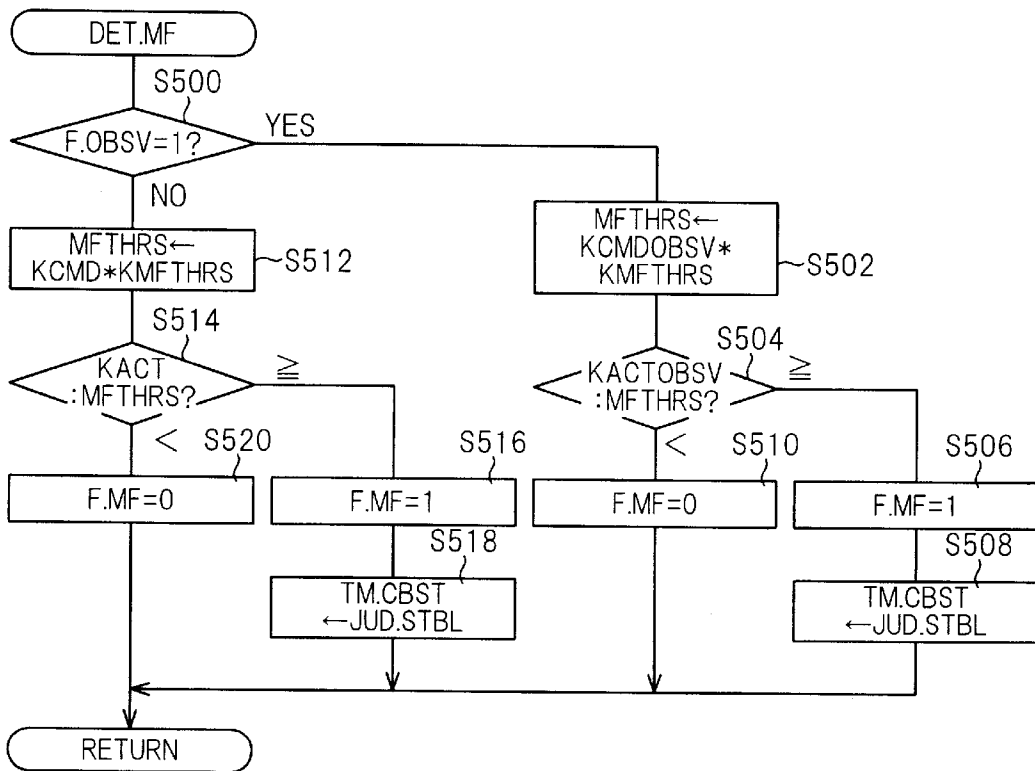 DET.MF
S500
F.OBSV=1?
YES
NO
MFTHRS←
KCMD*KMFTHRS
S512
MFTHRS←
KCMDOBSV*
KMFTHRS
S502
S514
KACT
:MFTHRS?
≧
<
S504
KACTOBSV
:MFTHRS?
≧
<
S520
F.MF=0
S516
F.MF=1
S510
F.MF=0
S506
F.MF=1
S518
TM.CBST
←JUD.STBL
S508
TM.CBST
←JUD.STBL
RETURN